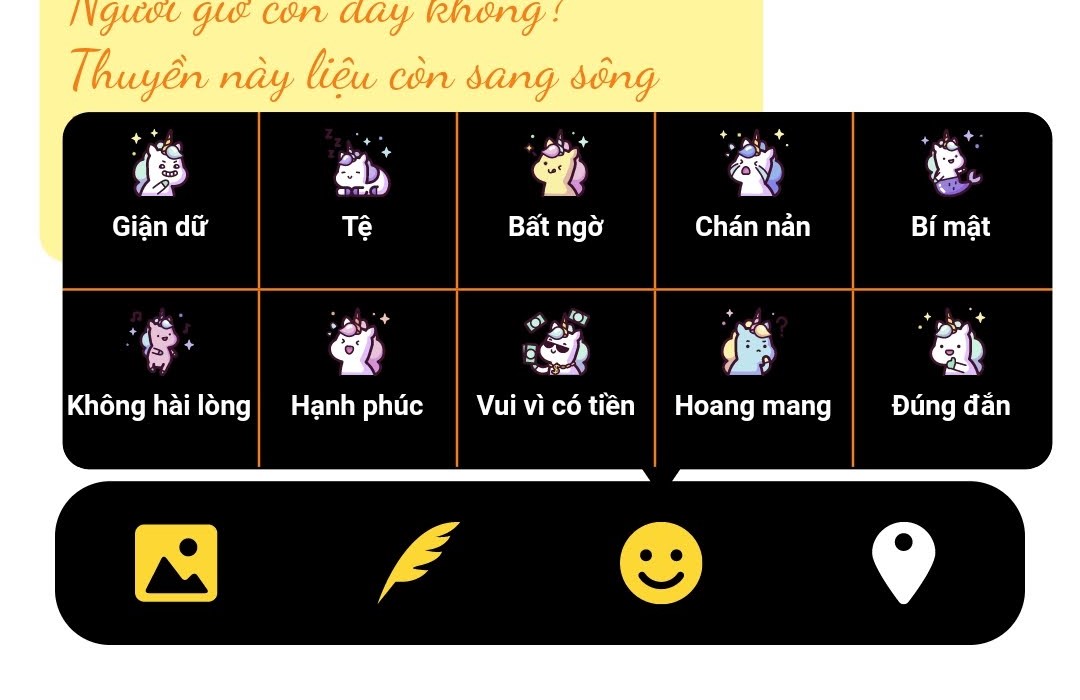 Người giờ còn đây không?
Thuyền này liệu còn sang sông
Giận dữ
Tệ
Bất ngờ
Chán nản
Bí mật
Không hài lòng
Hạnh phúc
Vui vì có tiền
Hoang mang
Đúng đắn